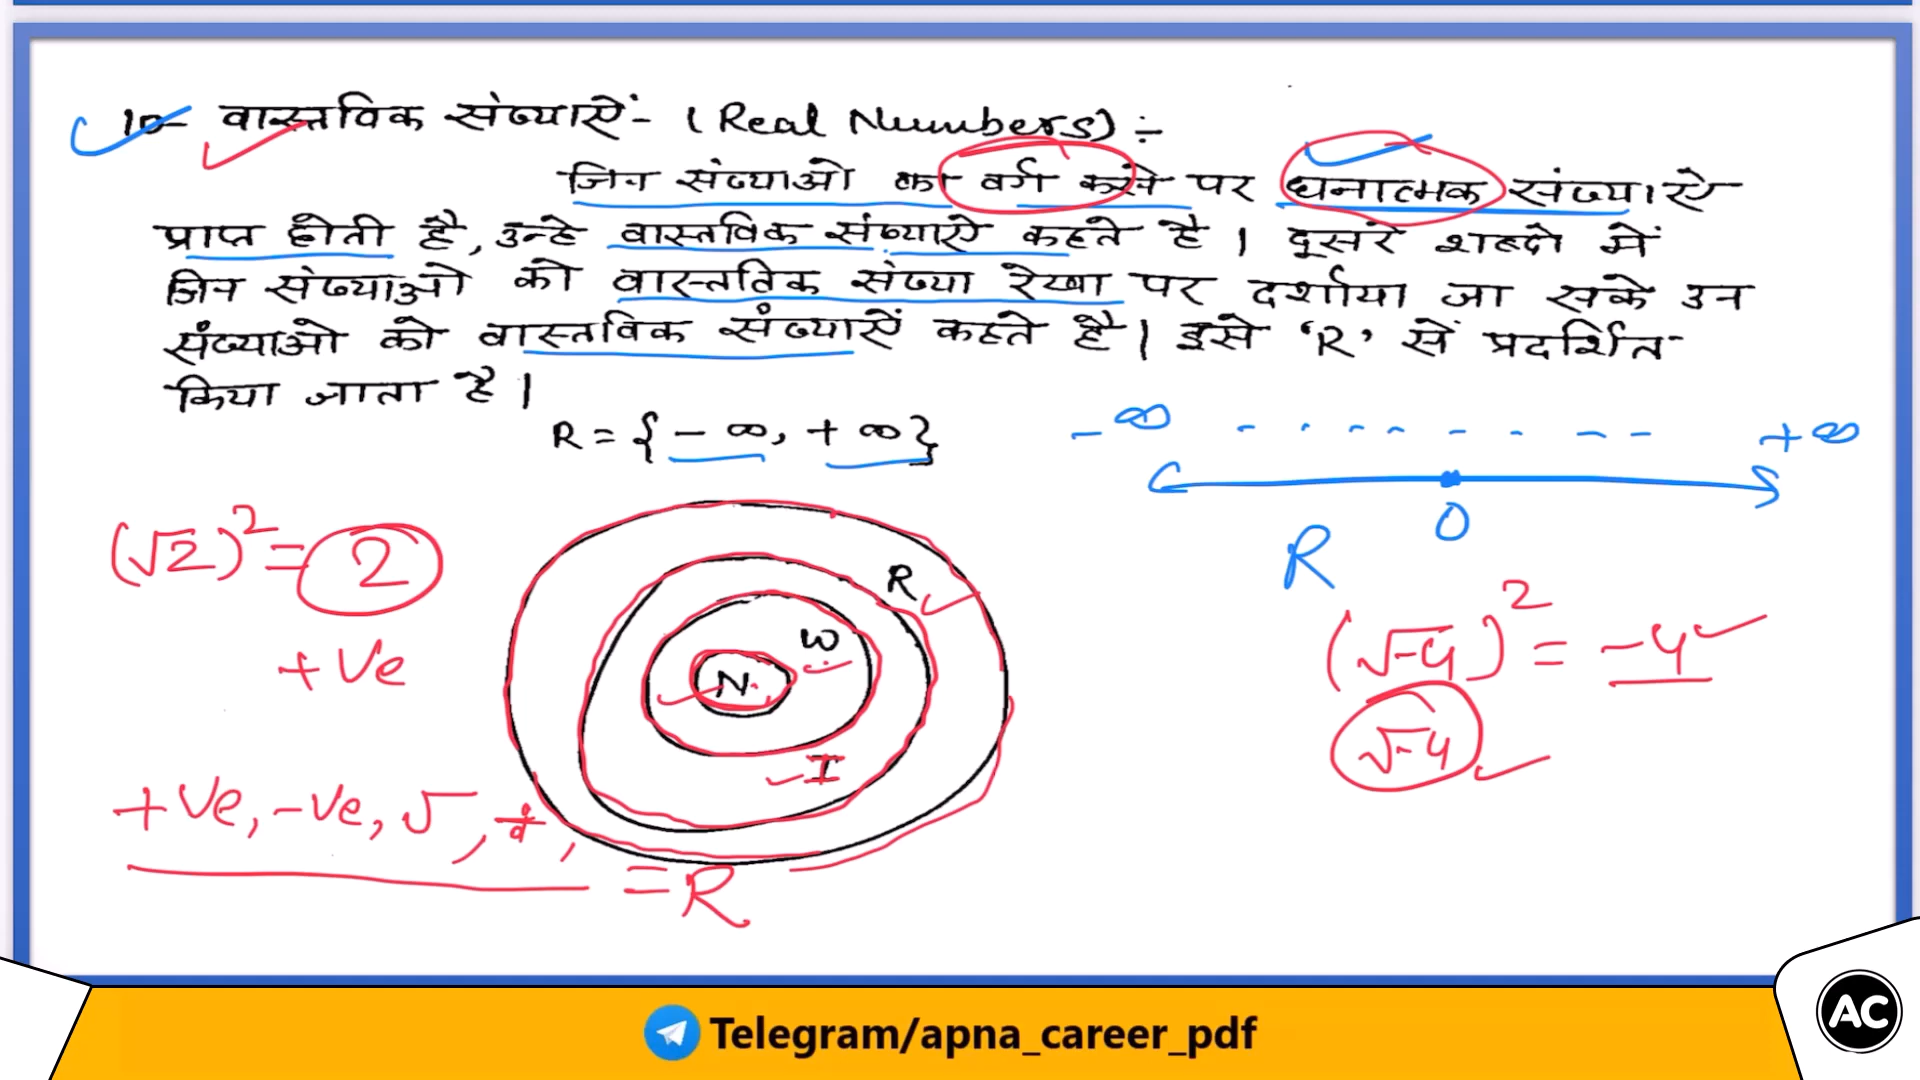 10- वास्तविक संख्याऐं- (Real Numbers) ÷
जिन संख्याओ का वर्ग करने पर धनात्मक संख्याऐ
प्राप्त होती है, उन्हे वास्तविक संख्याऐ कहते है । दूसरे शब्दो में
जिन संख्याओ को वास्तविक संख्या रेखा पर दर्शाया जा सके उन
संख्याओ को वास्तविक संख्याऐं कहते है । इसे 'R' से प्रदर्शित
किया जाता है ।
R = { - ∞, + ∞}
- ∞ - - - - - - - - - + ∞
0
R
(√2)² = 2
+ Ve
R
W
N
I
(√-4)² = -4
√-4
+Ve, -Ve, √ , ,
= R
Telegram/apna_career_pdf
AC